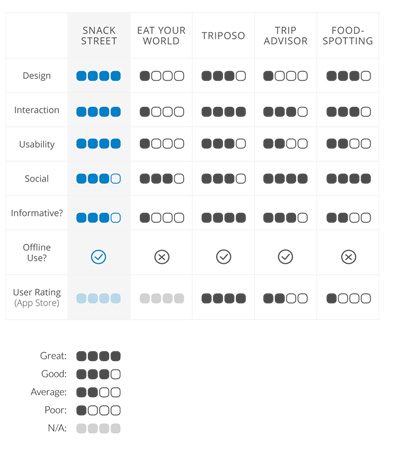 SNACK
STREET
EAT YOUR
WORLD
TRIPOSO
TRIP
ADVISOR
FOOD-
SPOTTING
Design
Interaction
Usability
Social
Informative?
Offline
Use?
User Rating
(App Store)
Great:
Good:
Average:
Poor:
N/A: